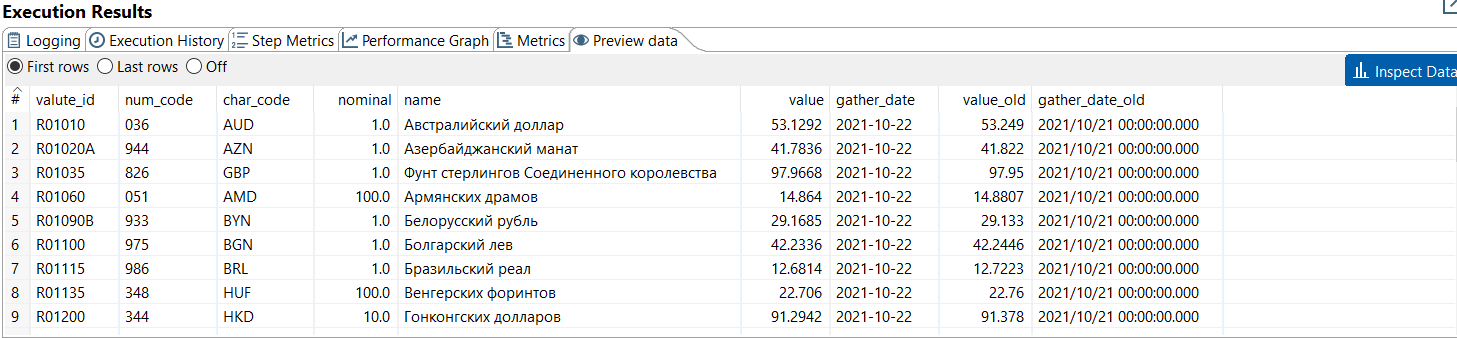 Execution Results
Logging Execution History Step Metrics Performance Graph Metrics Preview data
First rows Last rows Off
Inspect Data
# valute_id num_code char_code nominal name value gather_date value_old gather_date_old
1 R01010 036 AUD 1.0 Австралийский доллар 53.1292 2021-10-22 53.249 2021/10/21 00:00:00.000
2 R01020A 944 AZN 1.0 Азербайджанский манат 41.7836 2021-10-22 41.822 2021/10/21 00:00:00.000
3 R01035 826 GBP 1.0 Фунт стерлингов Соединенного королевства 97.9668 2021-10-22 97.95 2021/10/21 00:00:00.000
4 R01060 051 AMD 100.0 Армянских драмов 14.864 2021-10-22 14.8807 2021/10/21 00:00:00.000
5 R01090B 933 BYN 1.0 Белорусский рубль 29.1685 2021-10-22 29.133 2021/10/21 00:00:00.000
6 R01100 975 BGN 1.0 Болгарский лев 42.2336 2021-10-22 42.2446 2021/10/21 00:00:00.000
7 R01115 986 BRL 1.0 Бразильский реал 12.6814 2021-10-22 12.7223 2021/10/21 00:00:00.000
8 R01135 348 HUF 100.0 Венгерских форинтов 22.706 2021-10-22 22.76 2021/10/21 00:00:00.000
9 R01200 344 HKD 10.0 Гонконгских долларов 91.2942 2021-10-22 91.378 2021/10/21 00:00:00.000